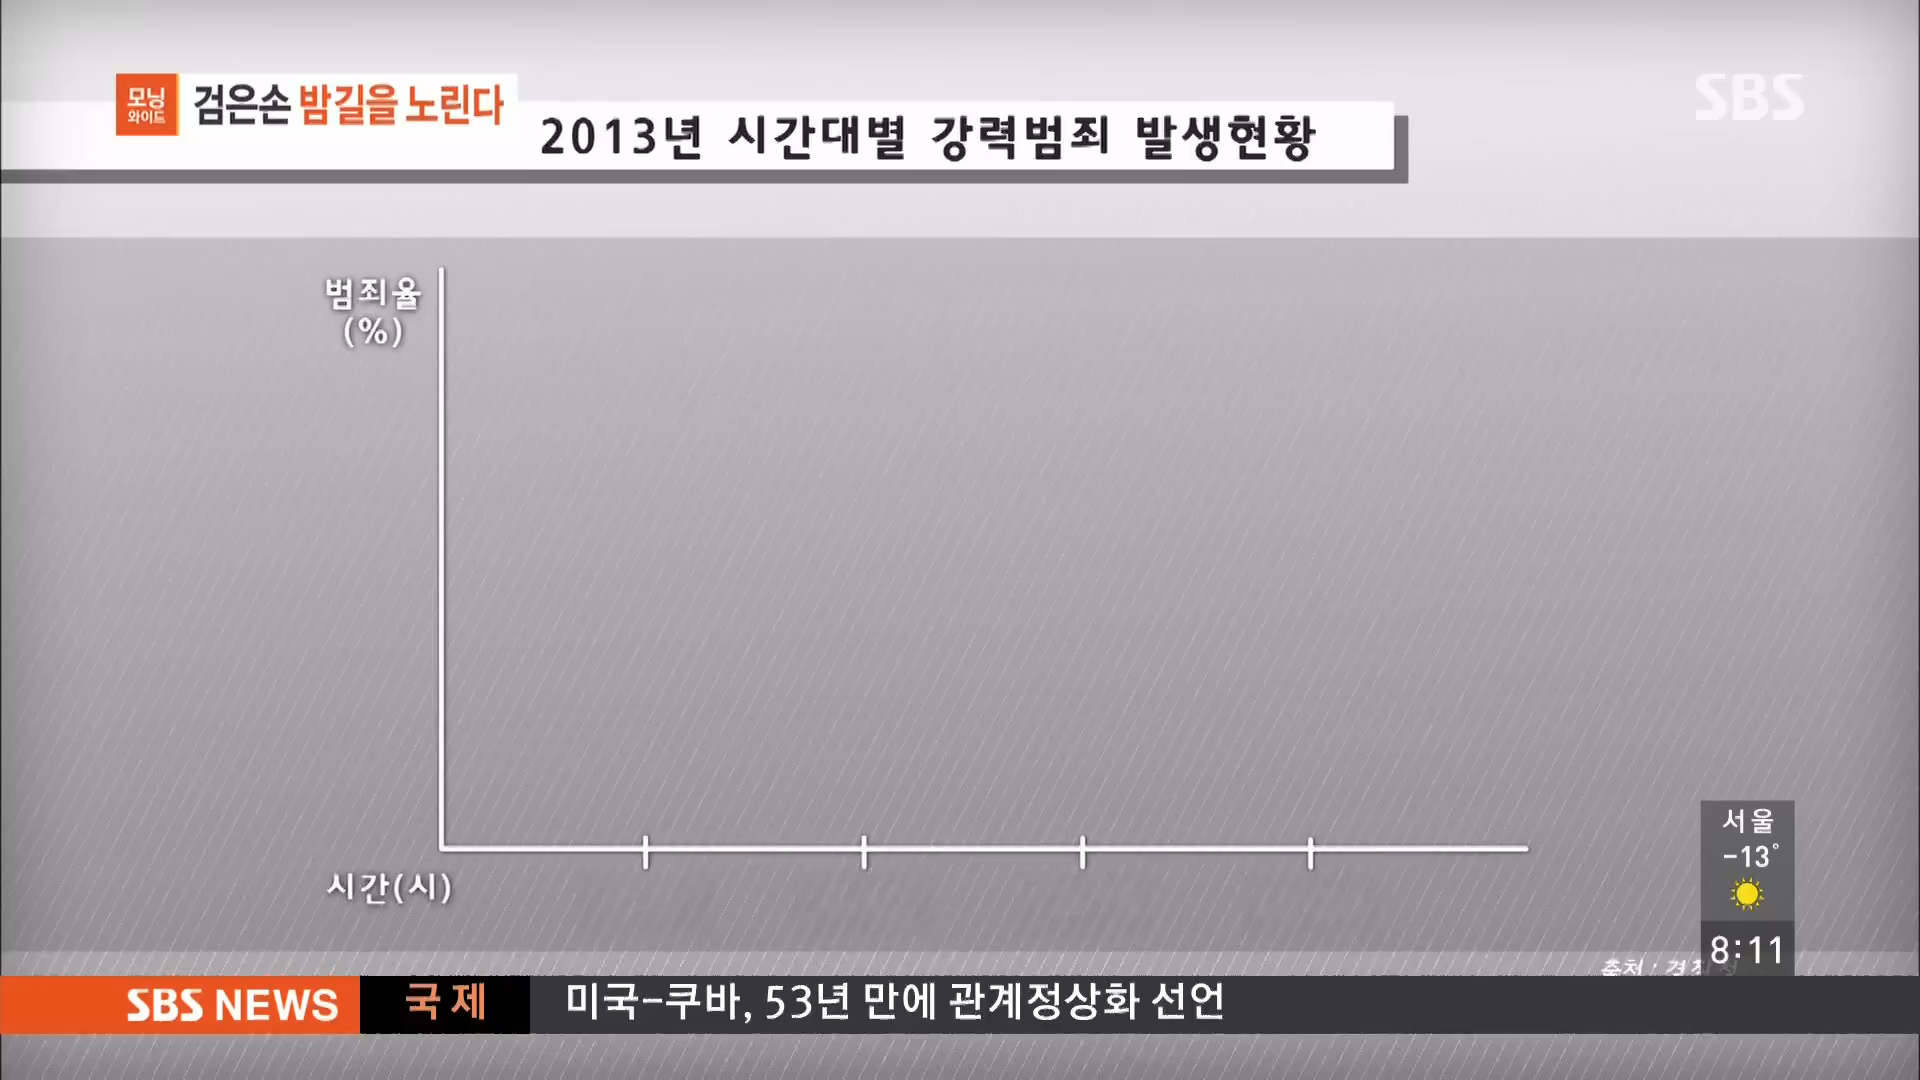 모닝
와이드
검은손 밤길을 노린다
SBS
2013년 시간대별 강력범죄 발생현황
범죄율
(%)
시간(시)
서울
-13°
8:11
출처 :
SBS NEWS
국제
미국-쿠바, 53년 만에 관계정상화 선언